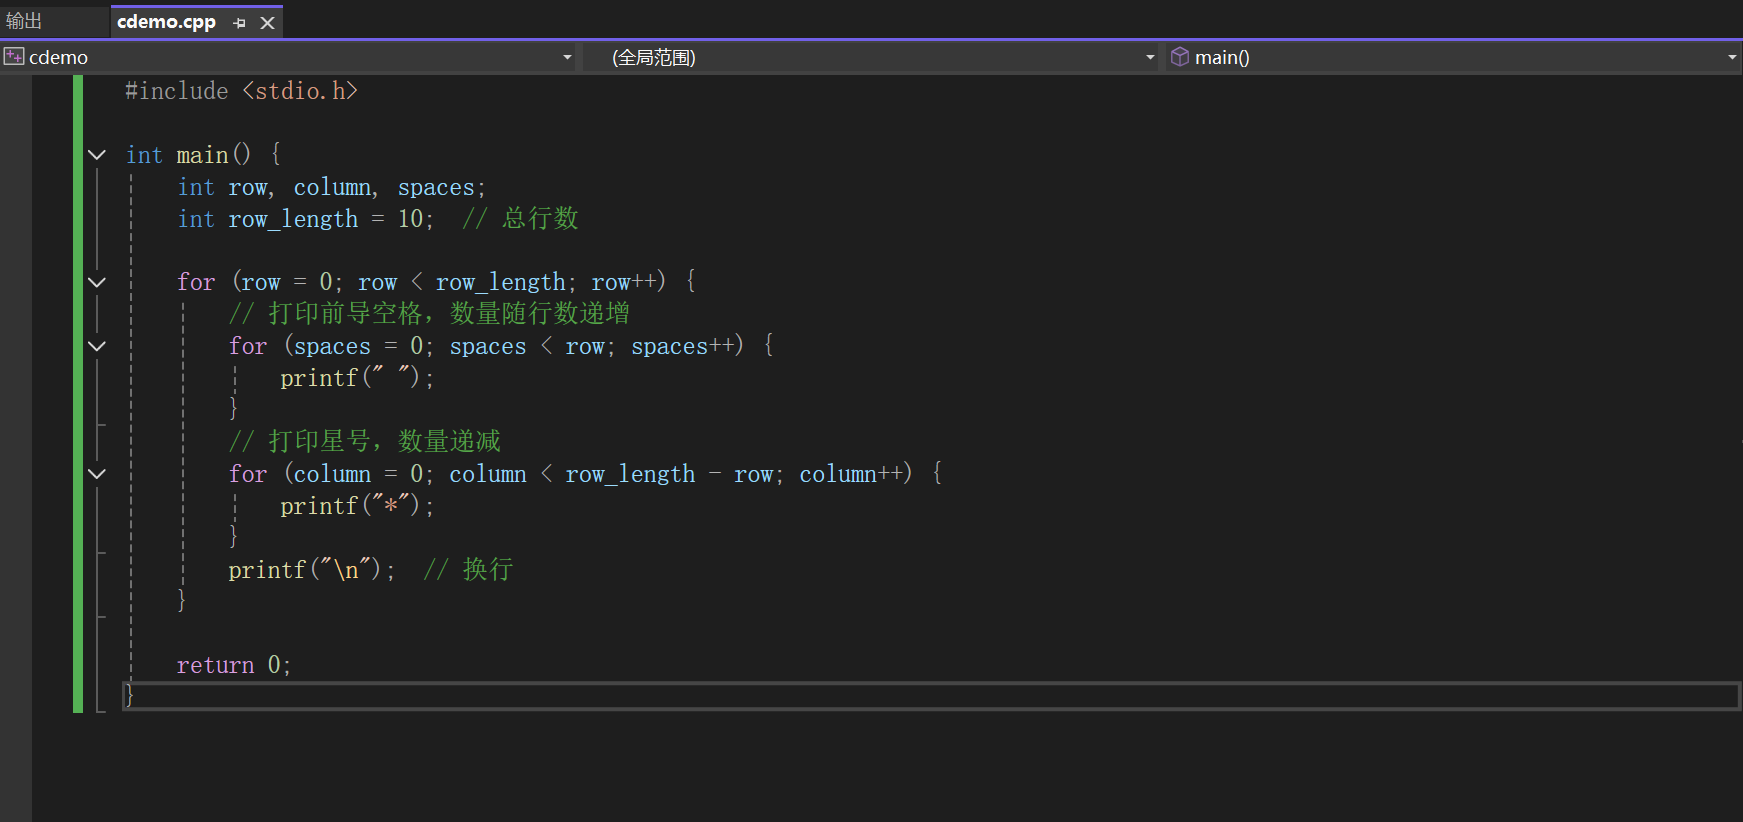 输出 cdemo.cpp
cdemo (全局范围) main()
#include <stdio.h>
int main() {
    int row, column, spaces;
    int row_length = 10;  // 总行数
    for (row = 0; row < row_length; row++) {
        // 打印前导空格，数量随行数递增
        for (spaces = 0; spaces < row; spaces++) {
            printf(" ");
        }
        // 打印星号，数量递减
        for (column = 0; column < row_length - row; column++) {
            printf("*");
        }
        printf("\n");  // 换行
    }
    return 0;
}